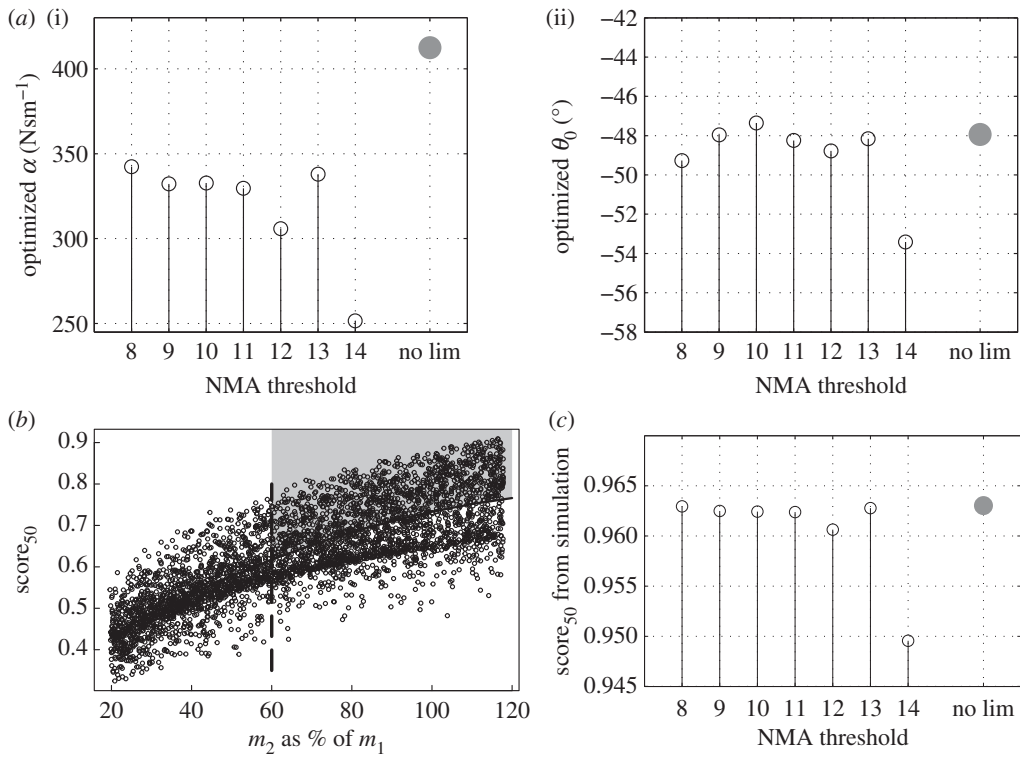 (a) (i)
optimized α (Nsm⁻¹)
400
350
300
250
8 9 10 11 12 13 14 no lim
NMA threshold
(ii)
optimized θ₀ (°)
−42
−44
−46
−48
−50
−52
−54
−56
−58
8 9 10 11 12 13 14 no lim
NMA threshold
(b)
score₅₀
0.9
0.8
0.7
0.6
0.5
0.4
20 40 60 80 100 120
m₂ as % of m₁
(c)
score₅₀ from simulation
0.965
0.960
0.955
0.950
0.945
8 9 10 11 12 13 14 no lim
NMA threshold